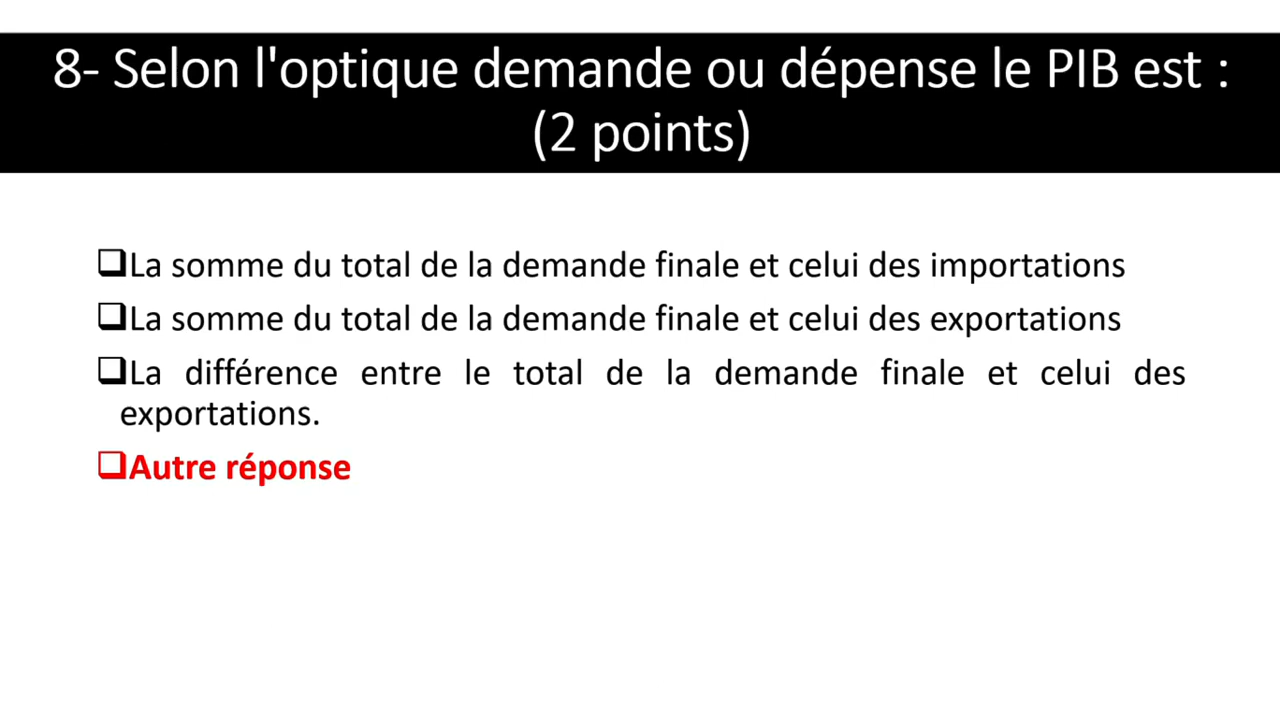 8- Selon l'optique demande ou dépense le PIB est :
(2 points)
❑La somme du total de la demande finale et celui des importations
❑La somme du total de la demande finale et celui des exportations
❑La différence entre le total de la demande finale et celui des
exportations.
❑Autre réponse